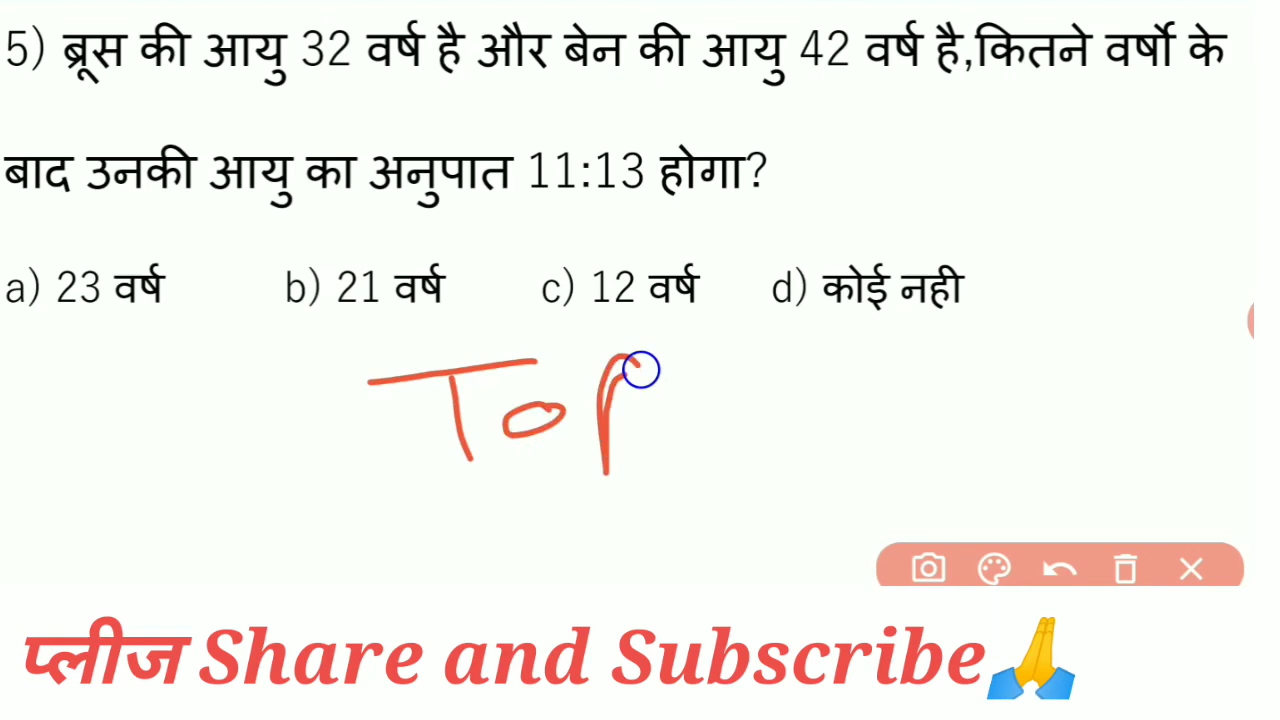 5) ब्रूस की आयु 32 वर्ष है और बेन की आयु 42 वर्ष है,कितने वर्षो के
बाद उनकी आयु का अनुपात 11:13 होगा?
a) 23 वर्ष b) 21 वर्ष c) 12 वर्ष d) कोई नही
Top
प्लीज Share and Subscribe🙏